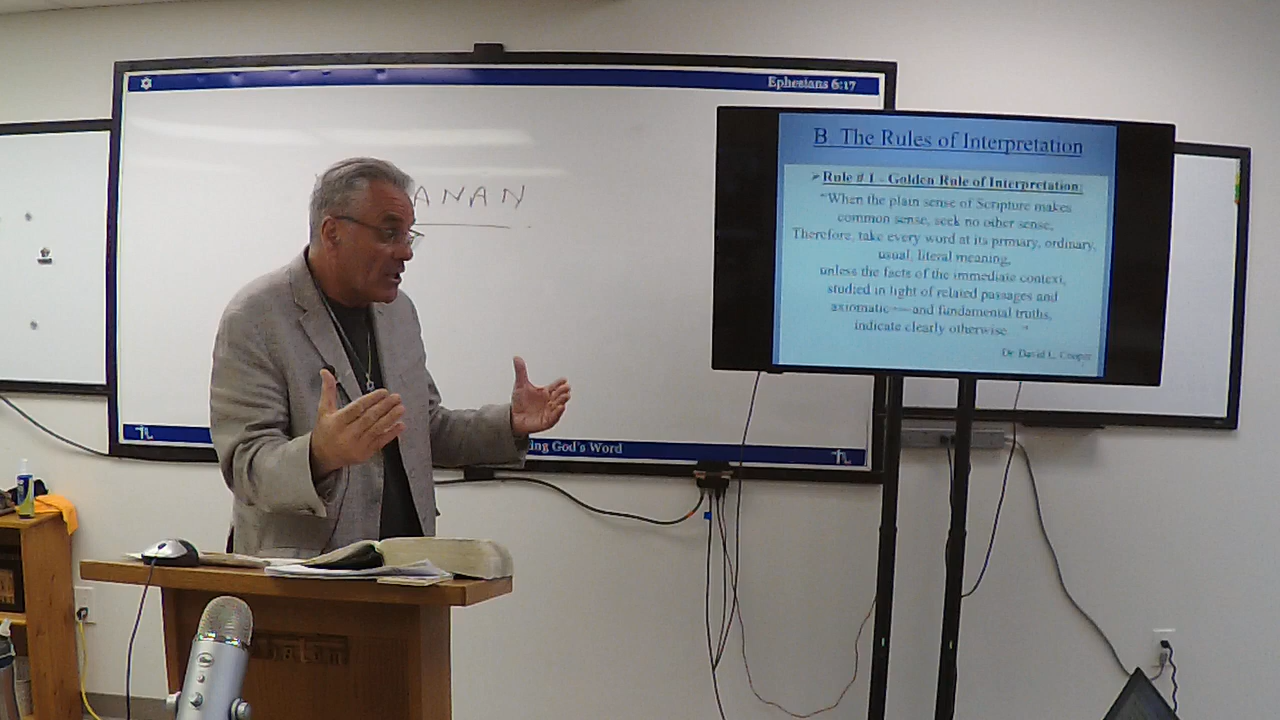 Ephesians 6:17
ANAN
B. The Rules of Interpretation
➢Rule # 1 - Golden Rule of Interpretation:
"When the plain sense of Scripture makes
common sense, seek no other sense;
Therefore, take every word at its primary, ordinary,
usual, literal meaning,
unless the facts of the immediate context,
studied in light of related passages and
axiomatic — and fundamental truths,
indicate clearly otherwise..."
Dr. David L. Cooper
ing God's Word